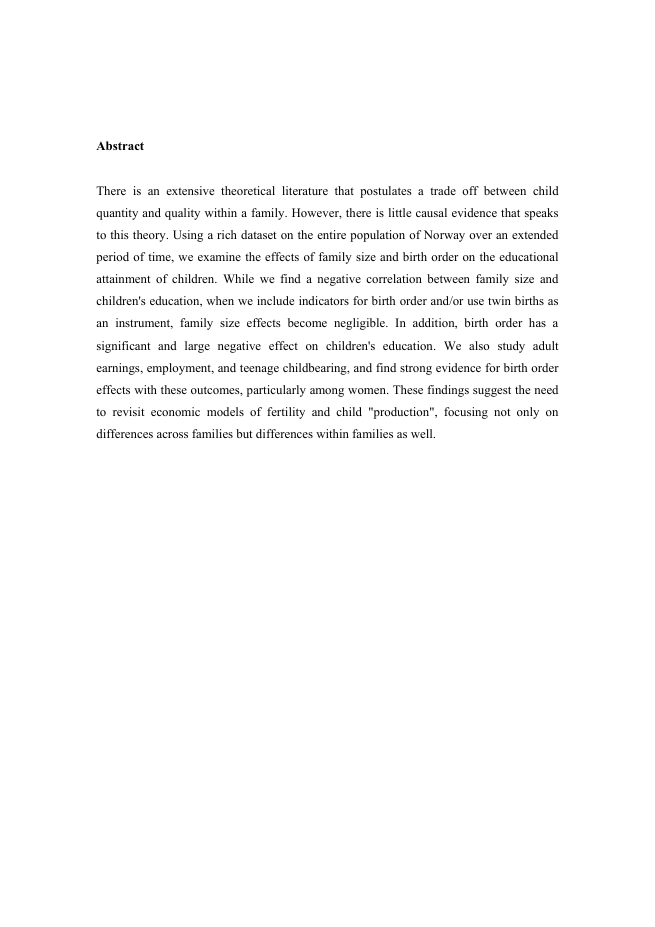 Abstract
There is an extensive theoretical literature that postulates a trade off between child
quantity and quality within a family. However, there is little causal evidence that speaks
to this theory. Using a rich dataset on the entire population of Norway over an extended
period of time, we examine the effects of family size and birth order on the educational
attainment of children. While we find a negative correlation between family size and
children's education, when we include indicators for birth order and/or use twin births as
an instrument, family size effects become negligible. In addition, birth order has a
significant and large negative effect on children's education. We also study adult
earnings, employment, and teenage childbearing, and find strong evidence for birth order
effects with these outcomes, particularly among women. These findings suggest the need
to revisit economic models of fertility and child "production", focusing not only on
differences across families but differences within families as well.